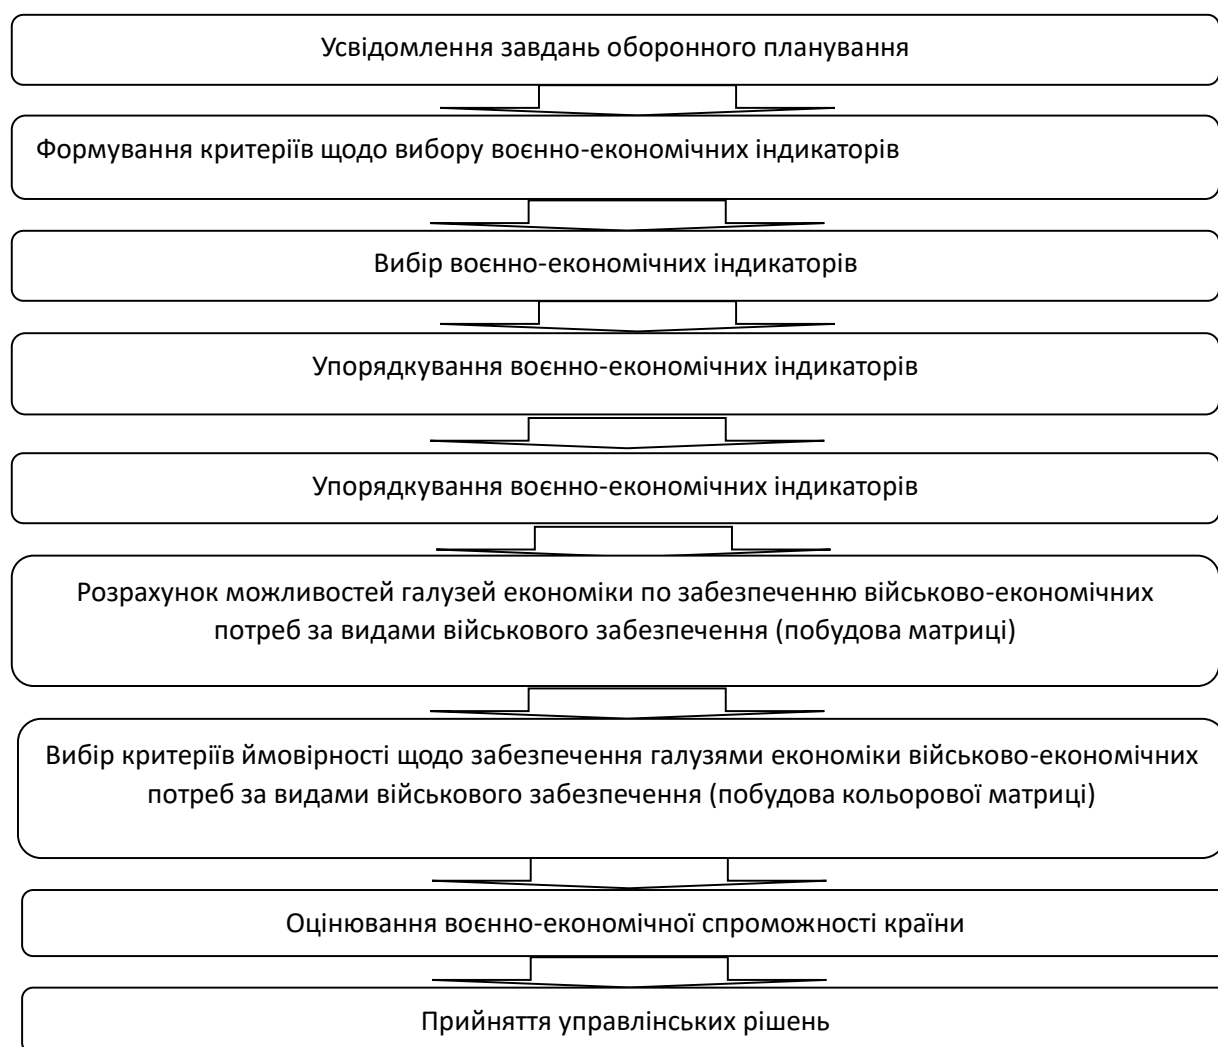 Усвідомлення завдань оборонного планування
Формування критеріїв щодо вибору воєнно-економічних індикаторів
Вибір воєнно-економічних індикаторів
Упорядкування воєнно-економічних індикаторів
Упорядкування воєнно-економічних індикаторів
Розрахунок можливостей галузей економіки по забезпеченню військово-економічних
потреб за видами військового забезпечення (побудова матриці)
Вибір критеріїв ймовірності щодо забезпечення галузями економіки військово-економічних
потреб за видами військового забезпечення (побудова кольорової матриці)
Оцінювання воєнно-економічної спроможності країни
Прийняття управлінських рішень